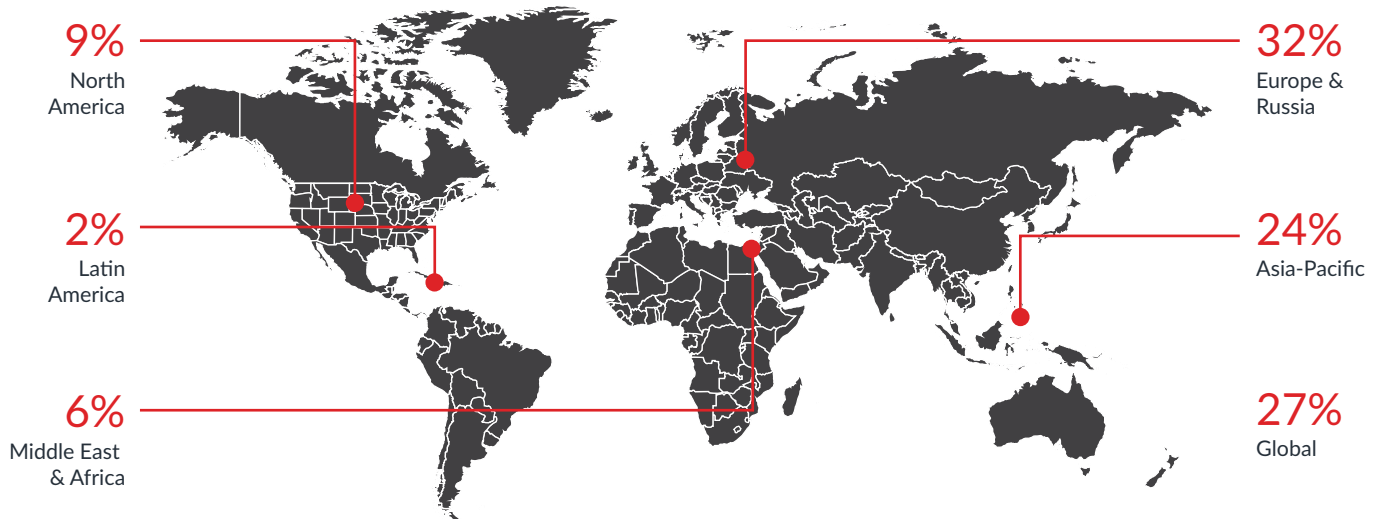 9%
North
America
2%
Latin
America
6%
Middle East
& Africa
32%
Europe &
Russia
24%
Asia-Pacific
27%
Global